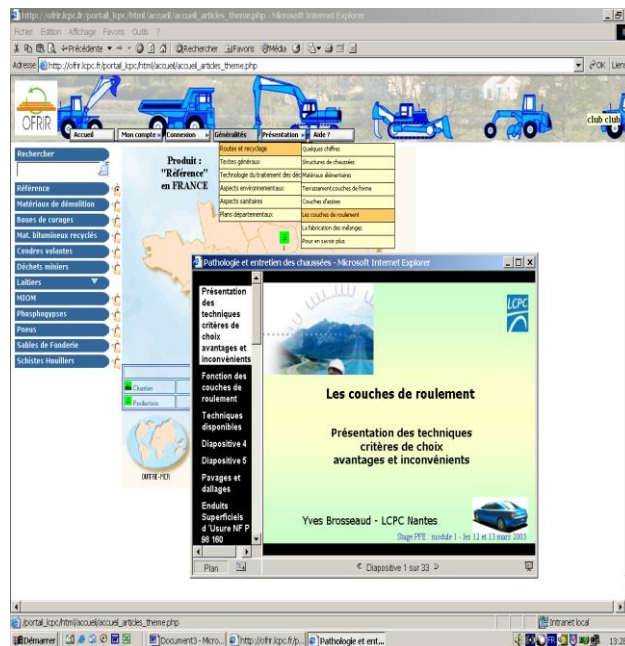 http://ofrir.lcpc.fr/portail_lcpc/html/accueil/accueil_articles_theme.php - Microsoft Internet Explorer
Fichier Edition Affichage Favoris Outils ?
Précédente Rechercher Favoris Média
Adresse http://ofrir.lcpc.fr/portal_lcpc/html/accueil/accueil_articles_theme.php OK Liens
OFRIR
club club
Accueil Mon compte Connexion Généralités Présentation Aide ?
Rechercher
Référence
Matériaux de démolition
Boues de curages
Mat. bitumineux recyclés
Cendres volantes
Déchets miniers
Laitiers
MIOM
Phosphogypses
Pneus
Sables de Fonderie
Schistes Houillers
Produit :
"Référence"
en FRANCE
Routes et recyclage
Textes généraux
Technologie du traitement des déc
Aspects environnementaux
Aspects sanitaires
Plans départementaux
Quelques chiffres
Structures de chaussées
Matériaux élémentaires
Terrassement,couches de forme
Couches d'assises
Les couches de roulement
La fabrication des mélanges
Pour en savoir plus
1
Chantier
Production
OUTRE-MER
Pathologie et entretien des chaussées - Microsoft Internet Explorer
Présentation
des
techniques
critères de
choix
avantages et
inconvénients
Fonction des
couches de
roulement
Techniques
disponibles
Diapositive 4
Diapositive 5
Pavages et
dallages
Enduits
Superficiels
d'Usure NF P
98 160
LCPC
Les couches de roulement
Présentation des techniques
critères de choix
avantages et inconvénients
Yves Brosseaud - LCPC Nantes
Stage PFE : module 1 - les 12 et 13 mars 2003
Plan
Diapositive 1 sur 33
/portal_lcpc/html/accueil/accueil_articles_theme.php
Intranet local
Démarrer
Document3 - Micro...
http://ofrir.lcpc.fr/p...
Pathologie et ent...
FR
13:28